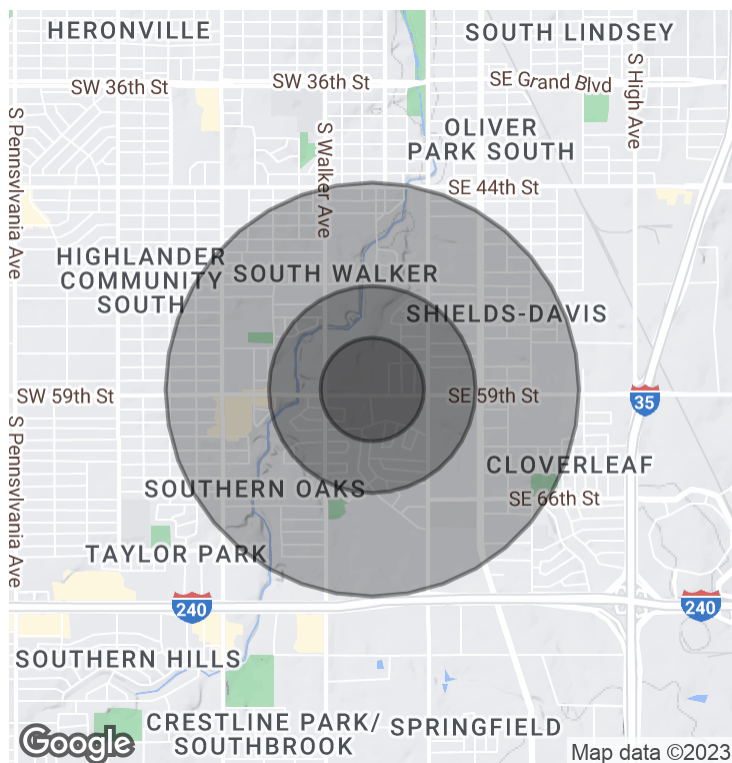 HERONVILLE
SOUTH LINDSEY
SW 36th St
SW 36th St
SE Grand Blvd
S High Ave
S Pennsylvania Ave
S Walker Ave
OLIVER
PARK SOUTH
SE 44th St
HIGHLANDER
COMMUNITY
SOUTH
SOUTH WALKER
SHIELDS-DAVIS
SW 59th St
SE 59th St
35
S Pennsylvania Ave
CLOVERLEAF
SOUTHERN OAKS
SE 66th St
TAYLOR PARK
240
240
SOUTHERN HILLS
CRESTLINE PARK/
SOUTHBROOK
SPRINGFIELD
Google
Map data ©2023